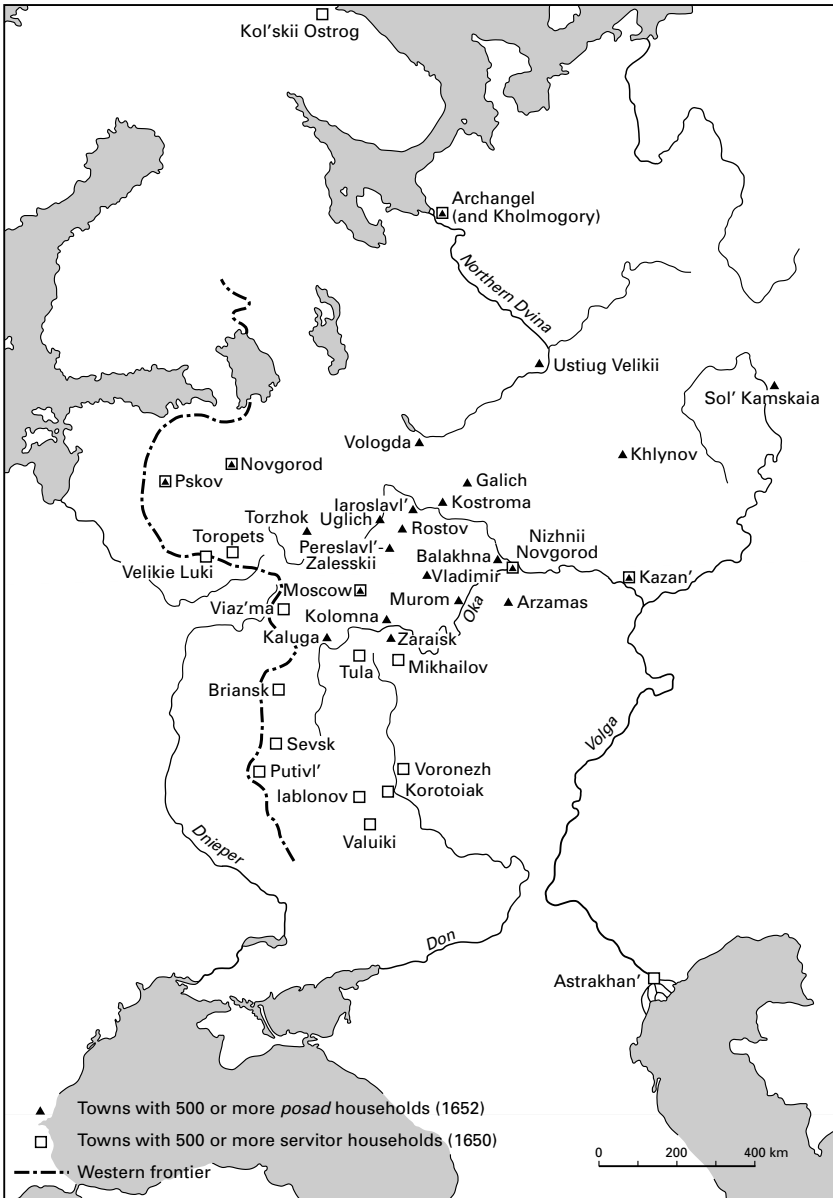 Kol'skii Ostrog
Archangel
(and Kholmogory)
Northern Dvina
Ustiug Velikii
Sol' Kamskaia
Vologda
Khlynov
Novgorod
Pskov
Galich
Iaroslavl'
Kostroma
Torzhok
Uglich
Rostov
Toropets
Pereslavl'-
Zalesskii
Nizhnii
Novgorod
Balakhna
Velikie Luki
Vladimir
Kazan'
Moscow
Viaz'ma
Murom
Oka
Arzamas
Kolomna
Kaluga
Zaraisk
Tula
Mikhailov
Briansk
Volga
Sevsk
Voronezh
Putivl'
Korotoiak
Iablonov
Valuiki
Dnieper
Don
Astrakhan'
Towns with 500 or more posad households (1652)
Towns with 500 or more servitor households (1650)
Western frontier
0 200 400 km